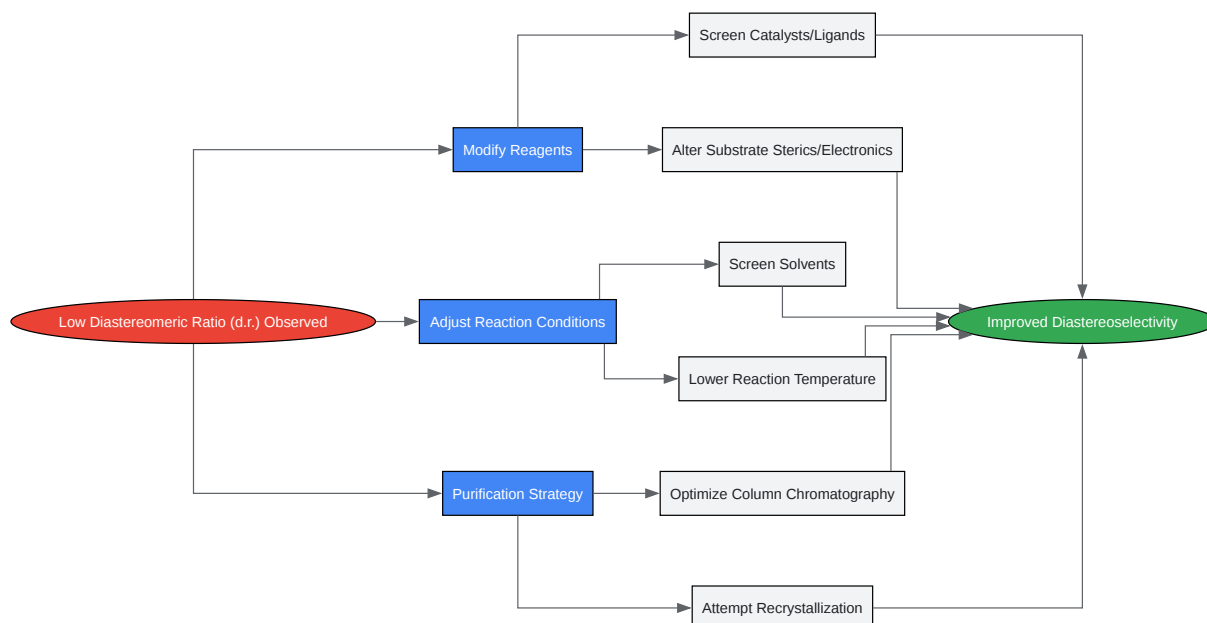 Screen Catalysts/Ligands
Modify Reagents
Alter Substrate Sterics/Electronics
Screen Solvents
Low Diastereomeric Ratio (d.r.) Observed
Adjust Reaction Conditions
Improved Diastereoselectivity
Lower Reaction Temperature
Purification Strategy
Optimize Column Chromatography
Attempt Recrystallization